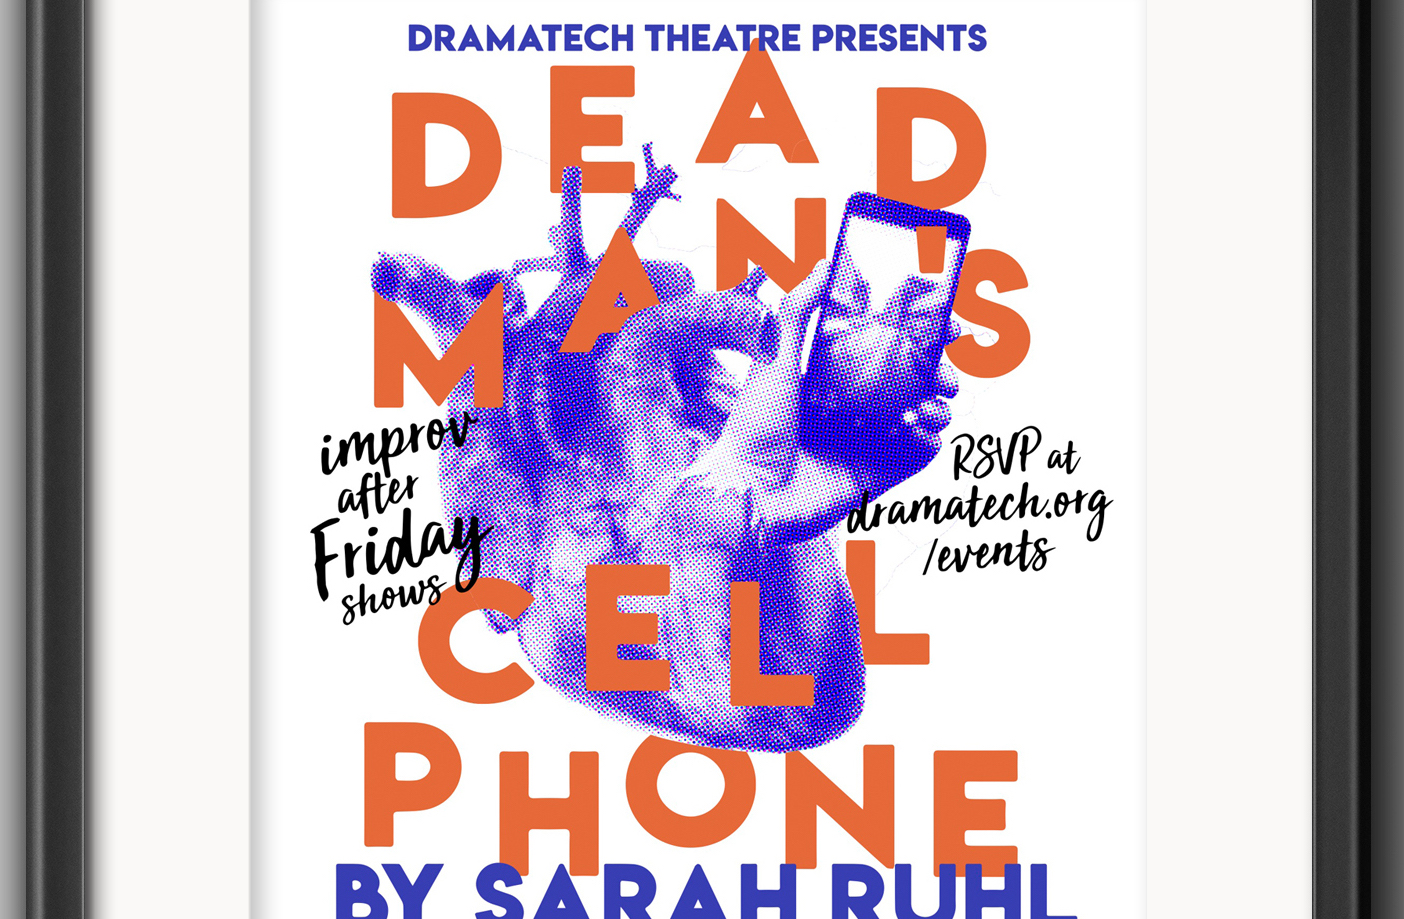 DRAMATECH THEATRE PRESENTS
DEAD
MAN'S
improv
after
Friday
shows
RSVP at
dramatech.org
/events
CELL
PHONE
BY SARAH RUHL